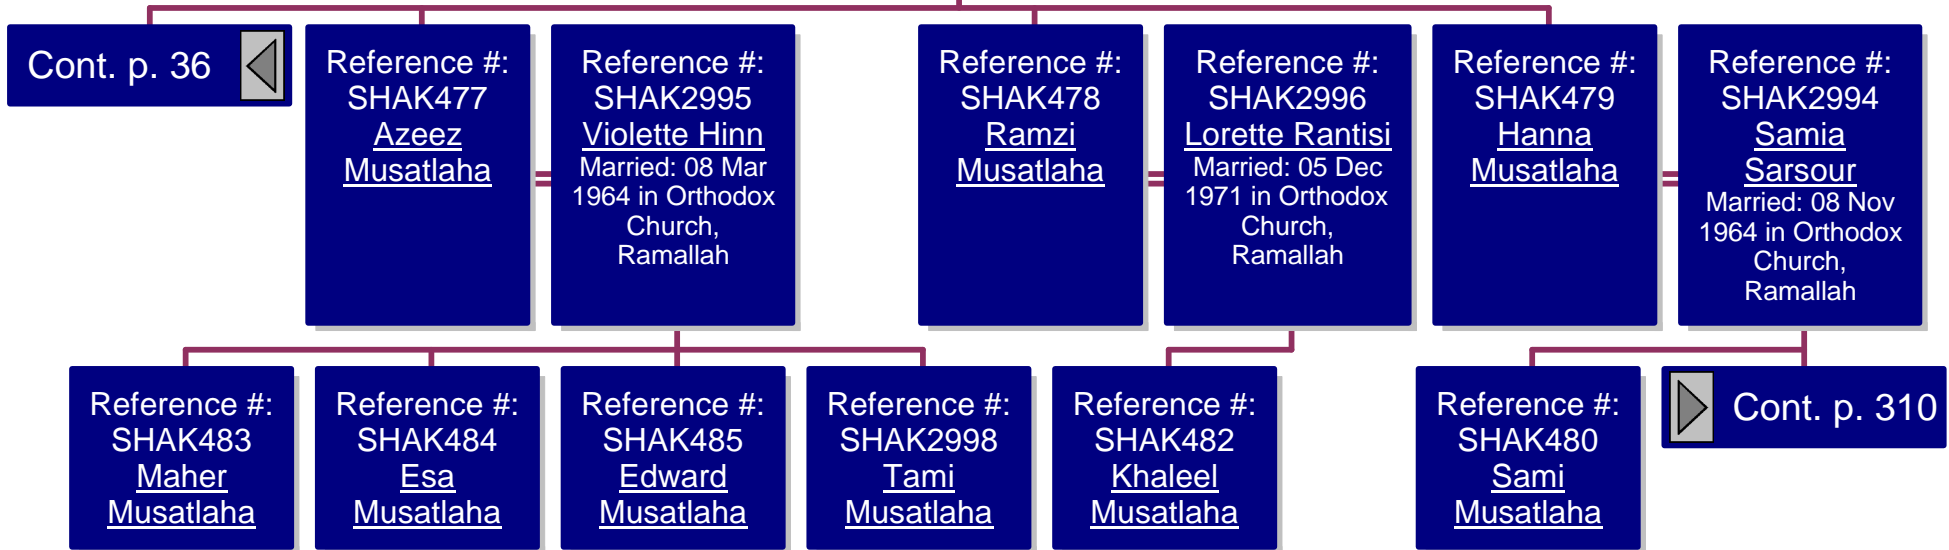 Cont. p. 36
Reference #:
SHAK477
Azeez
Musatlaha
Reference #:
SHAK2995
Violette Hinn
Married: 08 Mar
1964 in Orthodox
Church,
Ramallah
Reference #:
SHAK478
Ramzi
Musatlaha
Reference #:
SHAK2996
Lorette Rantisi
Married: 05 Dec
1971 in Orthodox
Church,
Ramallah
Reference #:
SHAK479
Hanna
Musatlaha
Reference #:
SHAK2994
Samia
Sarsour
Married: 08 Nov
1964 in Orthodox
Church,
Ramallah
Reference #:
SHAK483
Maher
Musatlaha
Reference #:
SHAK484
Esa
Musatlaha
Reference #:
SHAK485
Edward
Musatlaha
Reference #:
SHAK2998
Tami
Musatlaha
Reference #:
SHAK482
Khaleel
Musatlaha
Reference #:
SHAK480
Sami
Musatlaha
Cont. p. 310